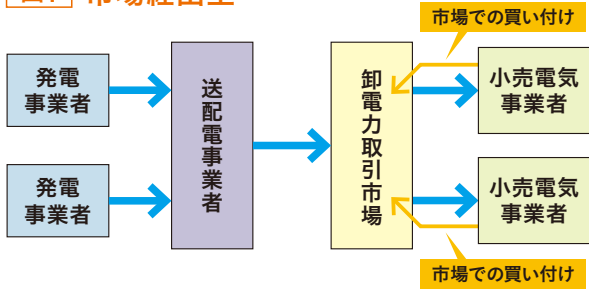 市場経由型
市場での買い付け
発電
事業者
送配電事業者
卸電力取引市場
小売電気
事業者
発電
事業者
小売電気
事業者
市場での買い付け